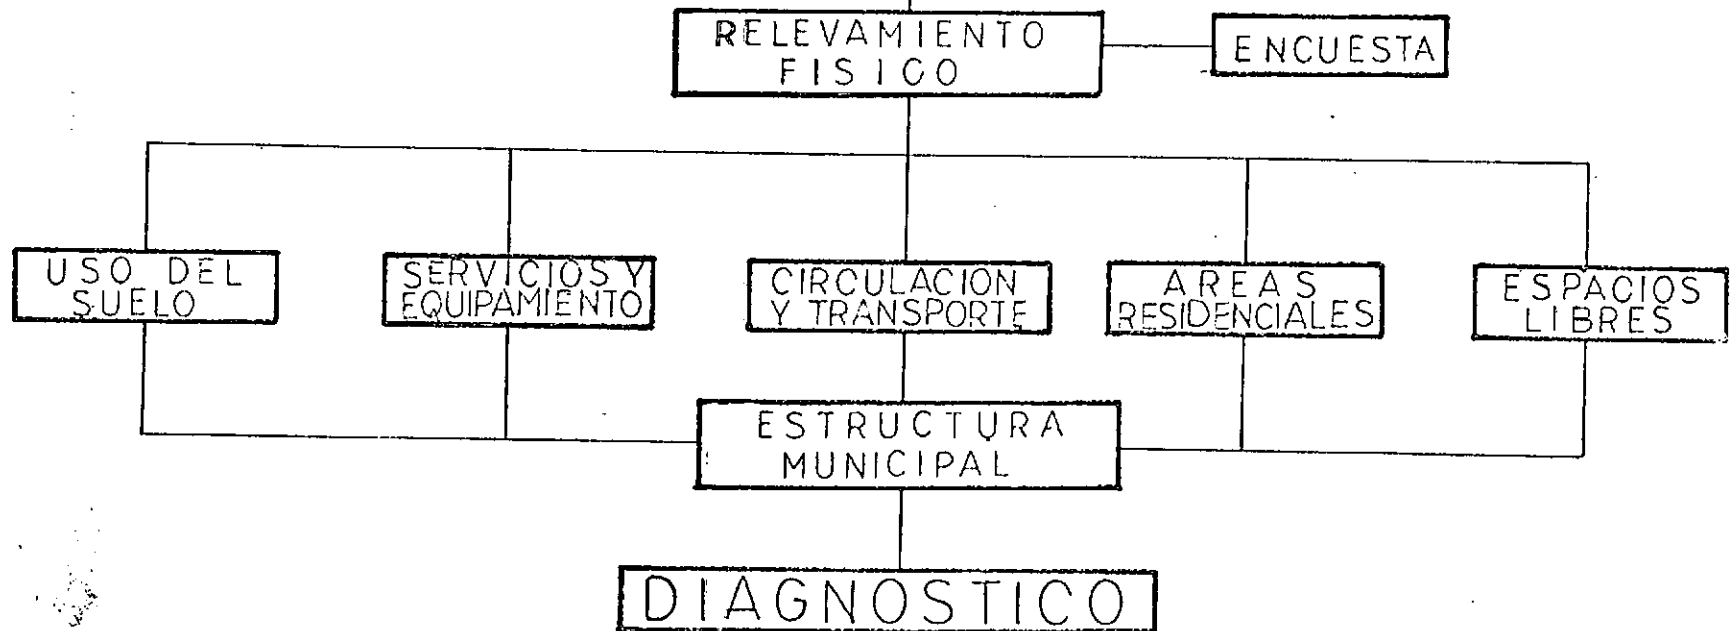 RELEVAMIENTO
FISICO
ENCUESTA
USO DEL
SUELO
SERVICIOS Y
EQUIPAMIENTO
CIRCULACION
Y TRANSPORTE
AREAS
RESIDENCIALES
ESPACIOS
LIBRES
ESTRUCTURA
MUNICIPAL
DIAGNOSTICO